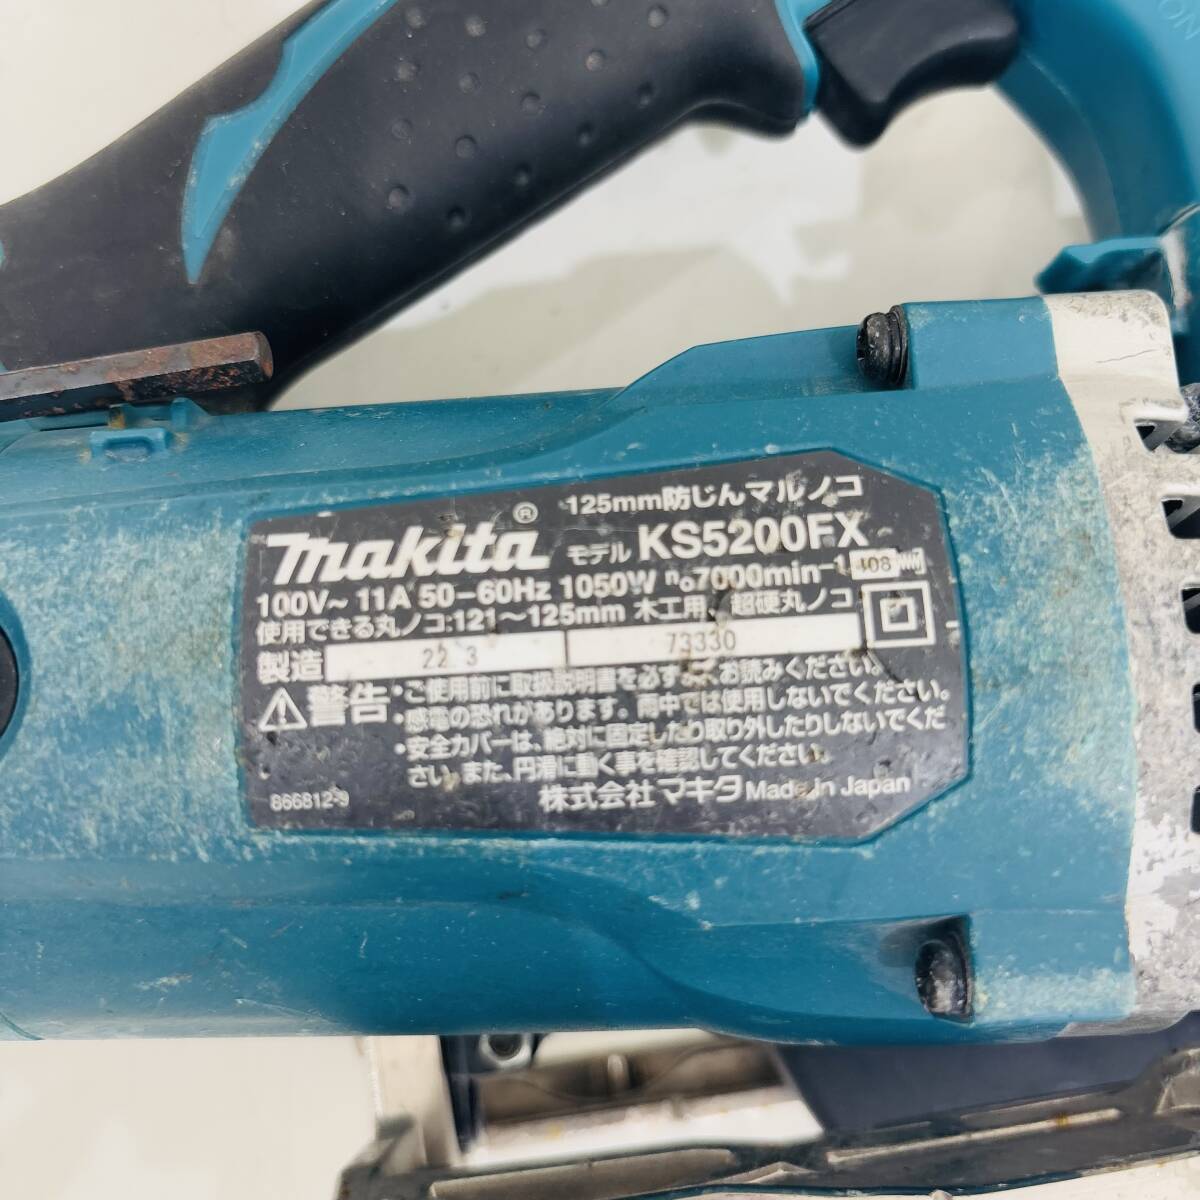 125mm防じんマルノコ
makita® モデル KS5200FX
100V~ 11A 50-60Hz 1050W n₀7000min⁻¹
使用できる丸ノコ:121~125mm 木工用、超硬丸ノコ
製造 22 3 73330
警告 ・ご使用前に取扱説明書を必ずよくお読みください。
・感電の恐れがあります。雨中では使用しないでください。
・安全カバーは、絶対に固定したり取り外したりしないでくだ
さい。また、円滑に動く事を確認してください。
866812-9 株式会社マキタ Made in Japan